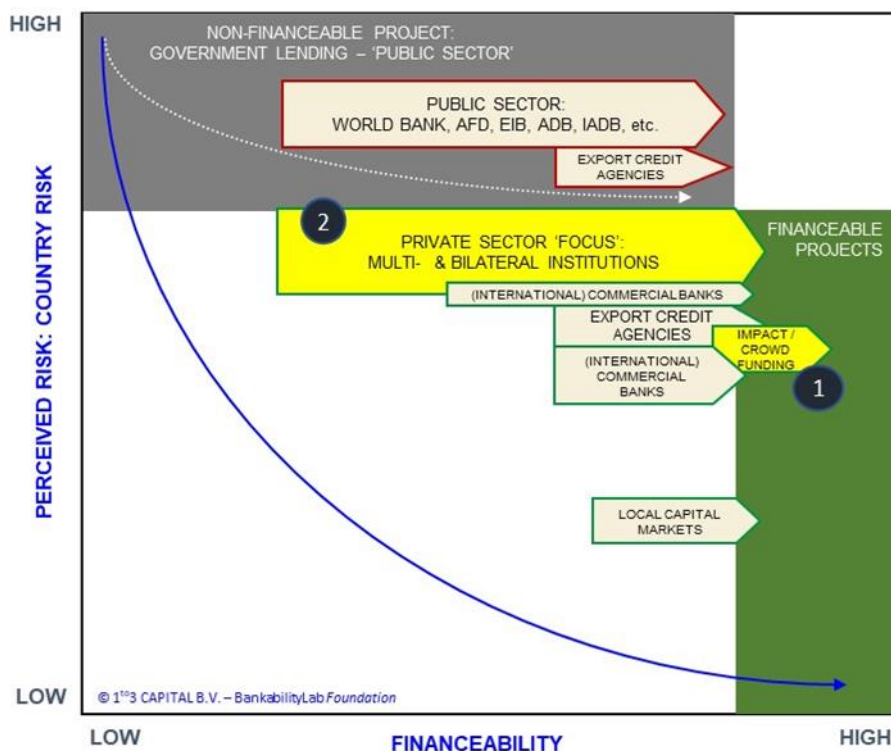 HIGH
NON-FINANCEABLE PROJECT:
GOVERNMENT LENDING – 'PUBLIC SECTOR'
PUBLIC SECTOR:
WORLD BANK, AFD, EIB, ADB, IADB, etc.
EXPORT CREDIT
AGENCIES
2
PRIVATE SECTOR 'FOCUS':
MULTI- & BILATERAL INSTITUTIONS
FINANCEABLE
PROJECTS
(INTERNATIONAL) COMMERCIAL BANKS
EXPORT CREDIT
AGENCIES
IMPACT /
CROWD
FUNDING
(INTERNATIONAL)
COMMERCIAL
BANKS
1
LOCAL CAPITAL
MARKETS
PERCEIVED RISK: COUNTRY RISK
LOW
© 1to3 CAPITAL B.V. – BankabilityLab Foundation
LOW
FINANCEABILITY
HIGH